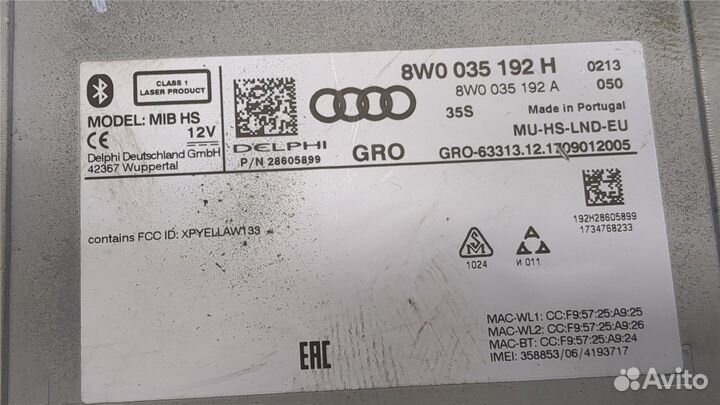 CLASS 1
LASER PRODUCT
MODEL: MIB HS
12V
Delphi Deutschland GmbH
42367 Wuppertal
DELPHI
P/N 28605899
8W0 035 192 H
0213
8W0 035 192 A
050
35S
Made in Portugal
MU-HS-LND-EU
GRO
GRO-63313.12.1709012005
contains FCC ID: XPYELLAW133
192H28605899
1734768233
1024
И 011
EAC
MAC-WL1: CC:F9:57:25:A9:25
MAC-WL2: CC:F9:57:25:A9:26
MAC-BT: CC:F9:57:25:A9:24
IMEI: 358853/06/4193717
Avito